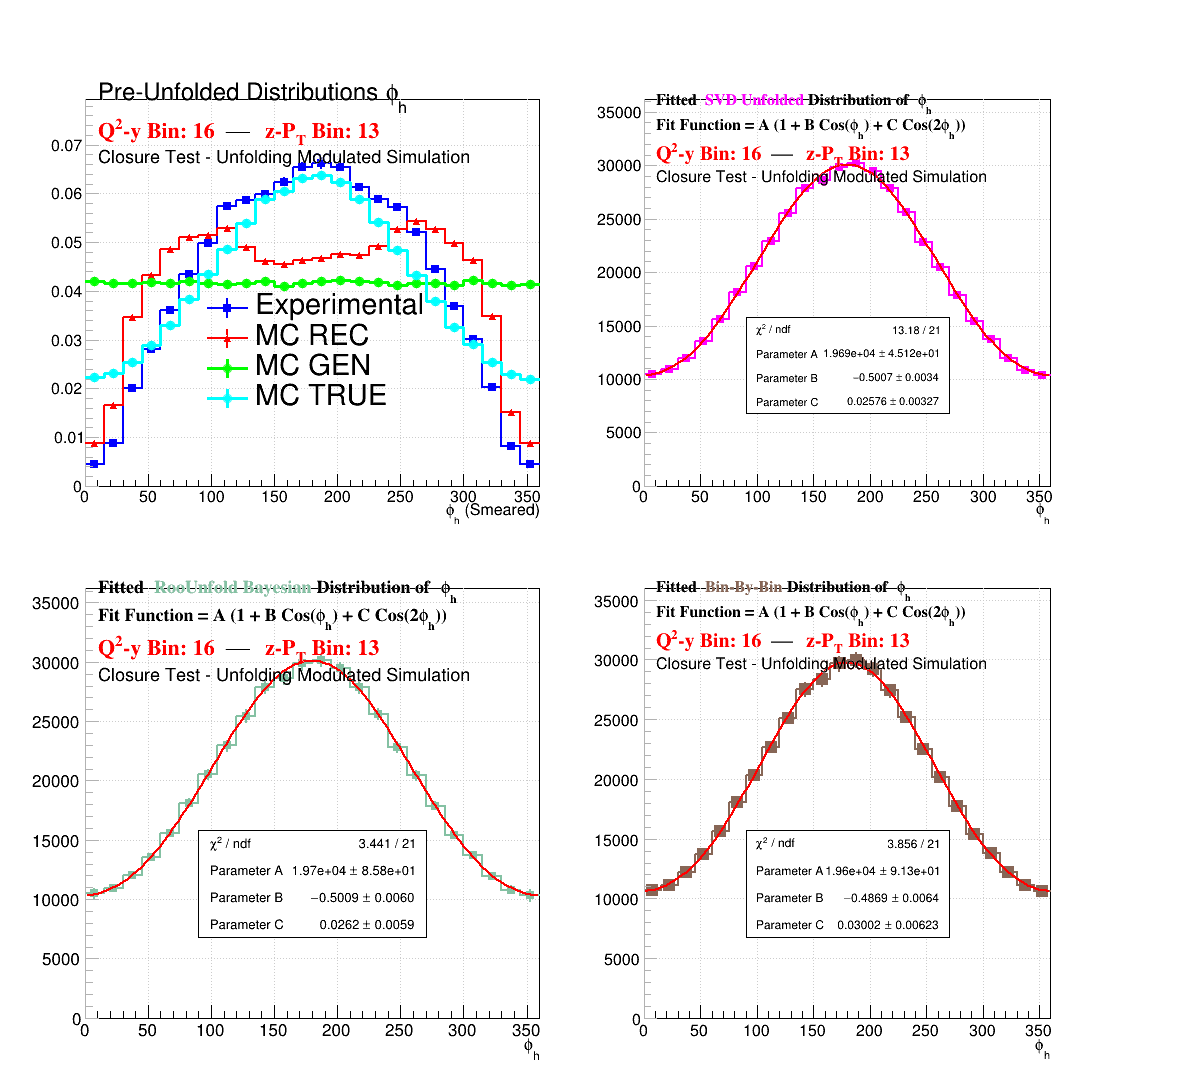 Pre-Unfolded Distributions ϕh
Q²-y Bin: 16 — z-PT Bin: 13
Closure Test - Unfolding Modulated Simulation
0.07
0.06
0.05
0.04
0.03
0.02
0.01
0
Experimental
MC REC
MC GEN
MC TRUE
0 50 100 150 200 250 300 350
ϕh (Smeared)
Fitted SVD Unfolded Distribution of ϕh
Fit Function = A (1 + B Cos(ϕh) + C Cos(2ϕh))
Q²-y Bin: 16 — z-PT Bin: 13
Closure Test - Unfolding Modulated Simulation
35000
30000
25000
20000
15000
10000
5000
0
χ² / ndf 13.18 / 21
Parameter A 1.969e+04 ± 4.512e+01
Parameter B −0.5007 ± 0.0034
Parameter C 0.02576 ± 0.00327
0 50 100 150 200 250 300 350
ϕh
Fitted RooUnfold Bayesian Distribution of ϕh
Fit Function = A (1 + B Cos(ϕh) + C Cos(2ϕh))
Q²-y Bin: 16 — z-PT Bin: 13
Closure Test - Unfolding Modulated Simulation
35000
30000
25000
20000
15000
10000
5000
0
χ² / ndf 3.441 / 21
Parameter A 1.97e+04 ± 8.58e+01
Parameter B −0.5009 ± 0.0060
Parameter C 0.0262 ± 0.0059
0 50 100 150 200 250 300 350
ϕh
Fitted Bin-By-Bin Distribution of ϕh
Fit Function = A (1 + B Cos(ϕh) + C Cos(2ϕh))
Q²-y Bin: 16 — z-PT Bin: 13
Closure Test - Unfolding Modulated Simulation
35000
30000
25000
20000
15000
10000
5000
0
χ² / ndf 3.856 / 21
Parameter A 1.96e+04 ± 9.13e+01
Parameter B −0.4869 ± 0.0064
Parameter C 0.03002 ± 0.00623
0 50 100 150 200 250 300 350
ϕh